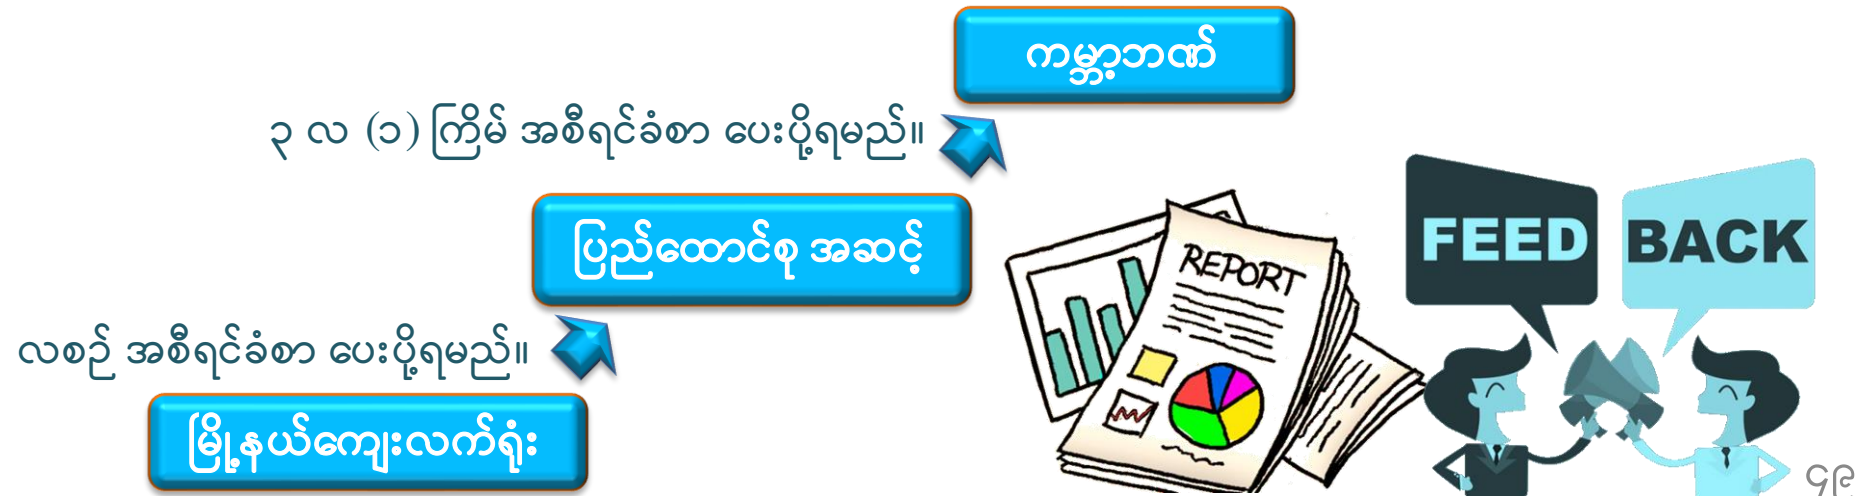 ကမ္ဘာ့ဘဏ်
၃ လ (၁) ကြိမ် အစီရင်ခံစာ ပေးပို့ရမည်။
ပြည်ထောင်စု အဆင့်
REPORT
FEED BACK
လစဉ် အစီရင်ခံစာ ပေးပို့ရမည်။
မြို့နယ်ကျေးလက်ရုံး